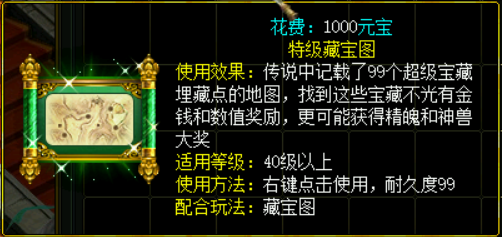 花费：1000元宝
特级藏宝图
使用效果：传说中记载了99个超级宝藏
埋藏点的地图，找到这些宝藏不光有金
钱和数值奖励，更可能获得精魄和神兽
大奖
适用等级：40级以上
使用方法：右键点击使用，耐久度99
配合玩法：藏宝图